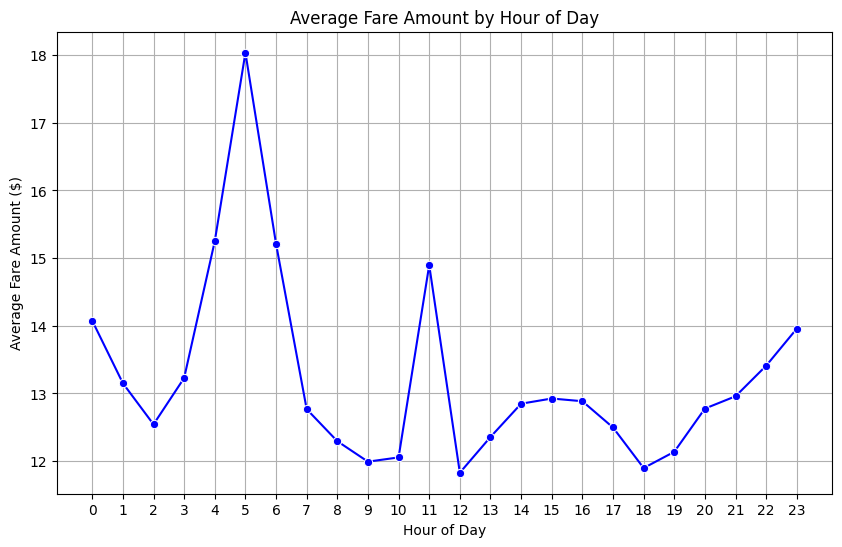 Average Fare Amount by Hour of Day
18
17
16
15
14
13
12
Average Fare Amount ($)
0 1 2 3 4 5 6 7 8 9 10 11 12 13 14 15 16 17 18 19 20 21 22 23
Hour of Day